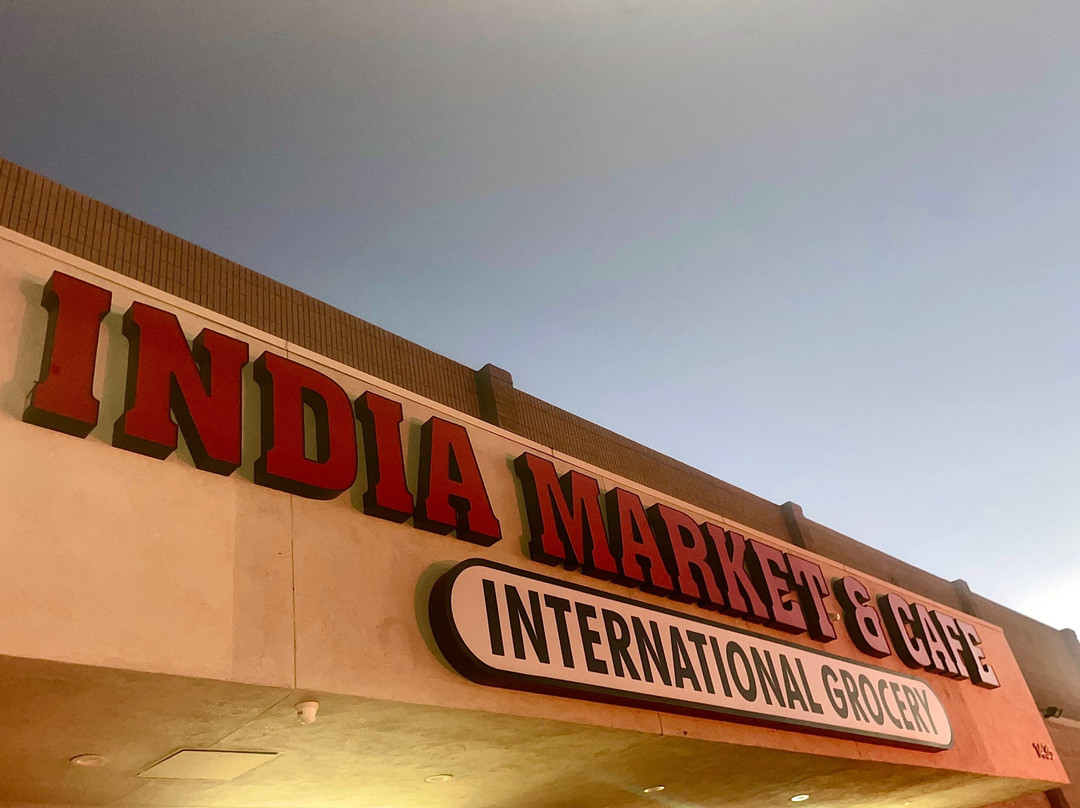 INDIA MARKET & CAFE
INTERNATIONAL GROCERY